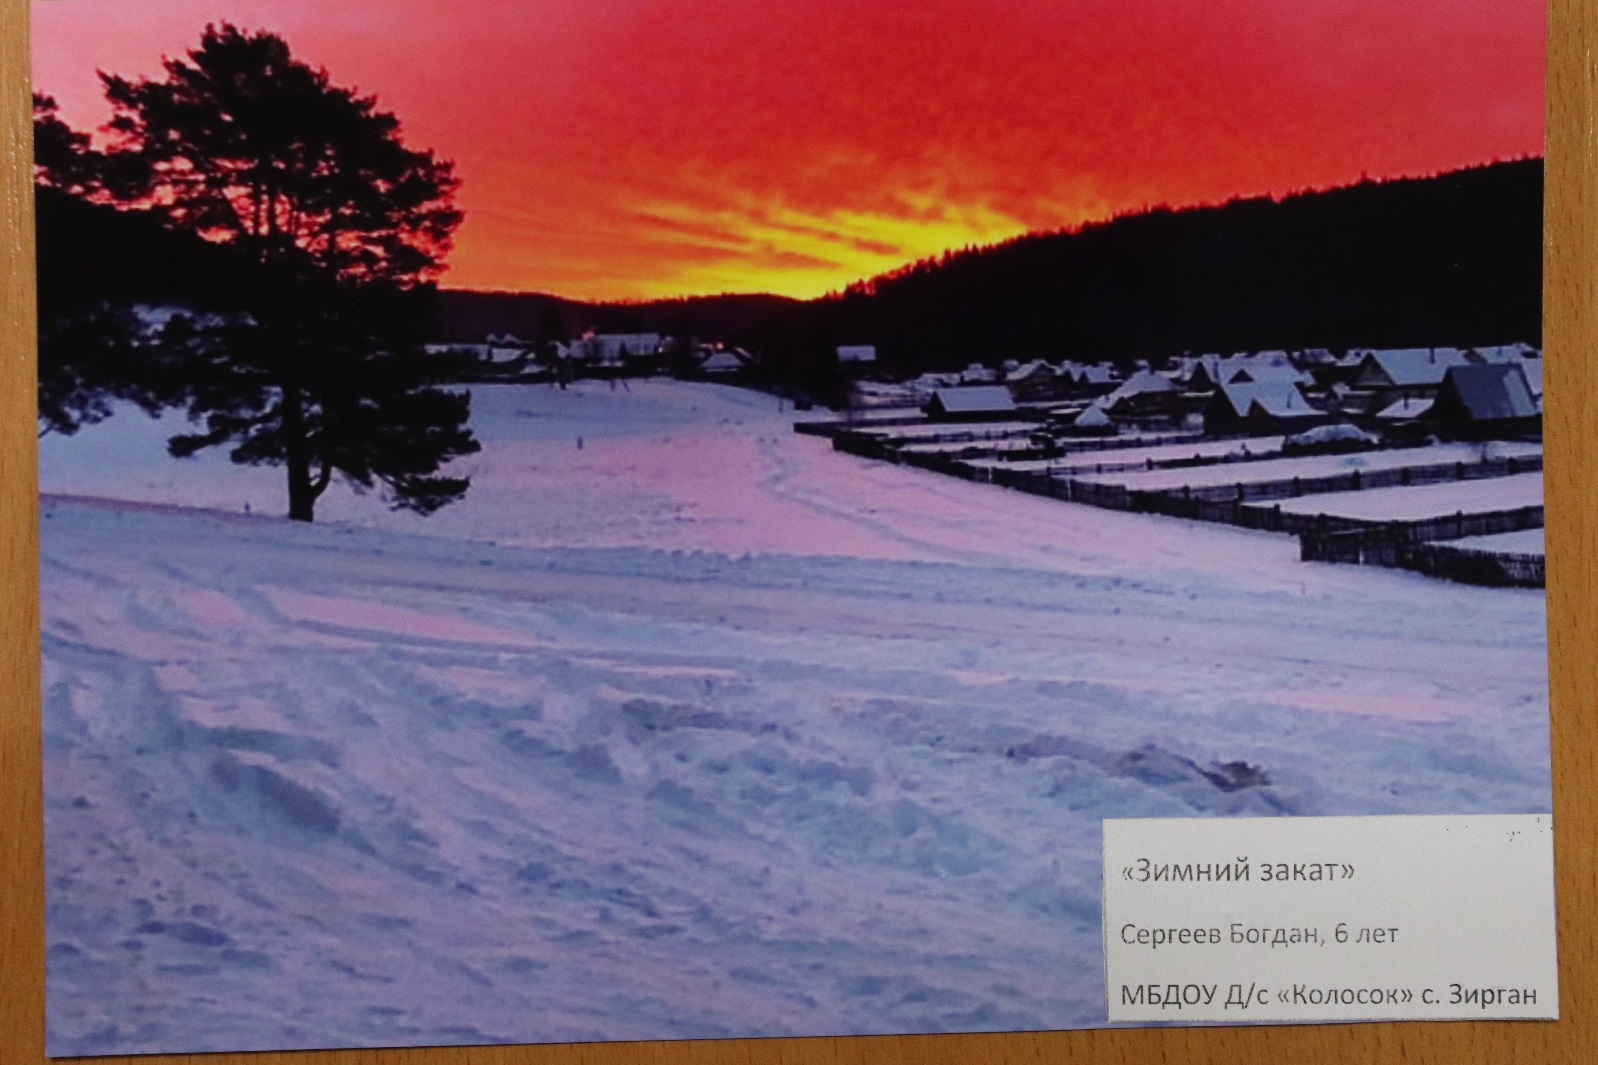 «Зимний закат»
Сергеев Богдан, 6 лет
МБДОУ Д/с «Колосок» с. Зирган